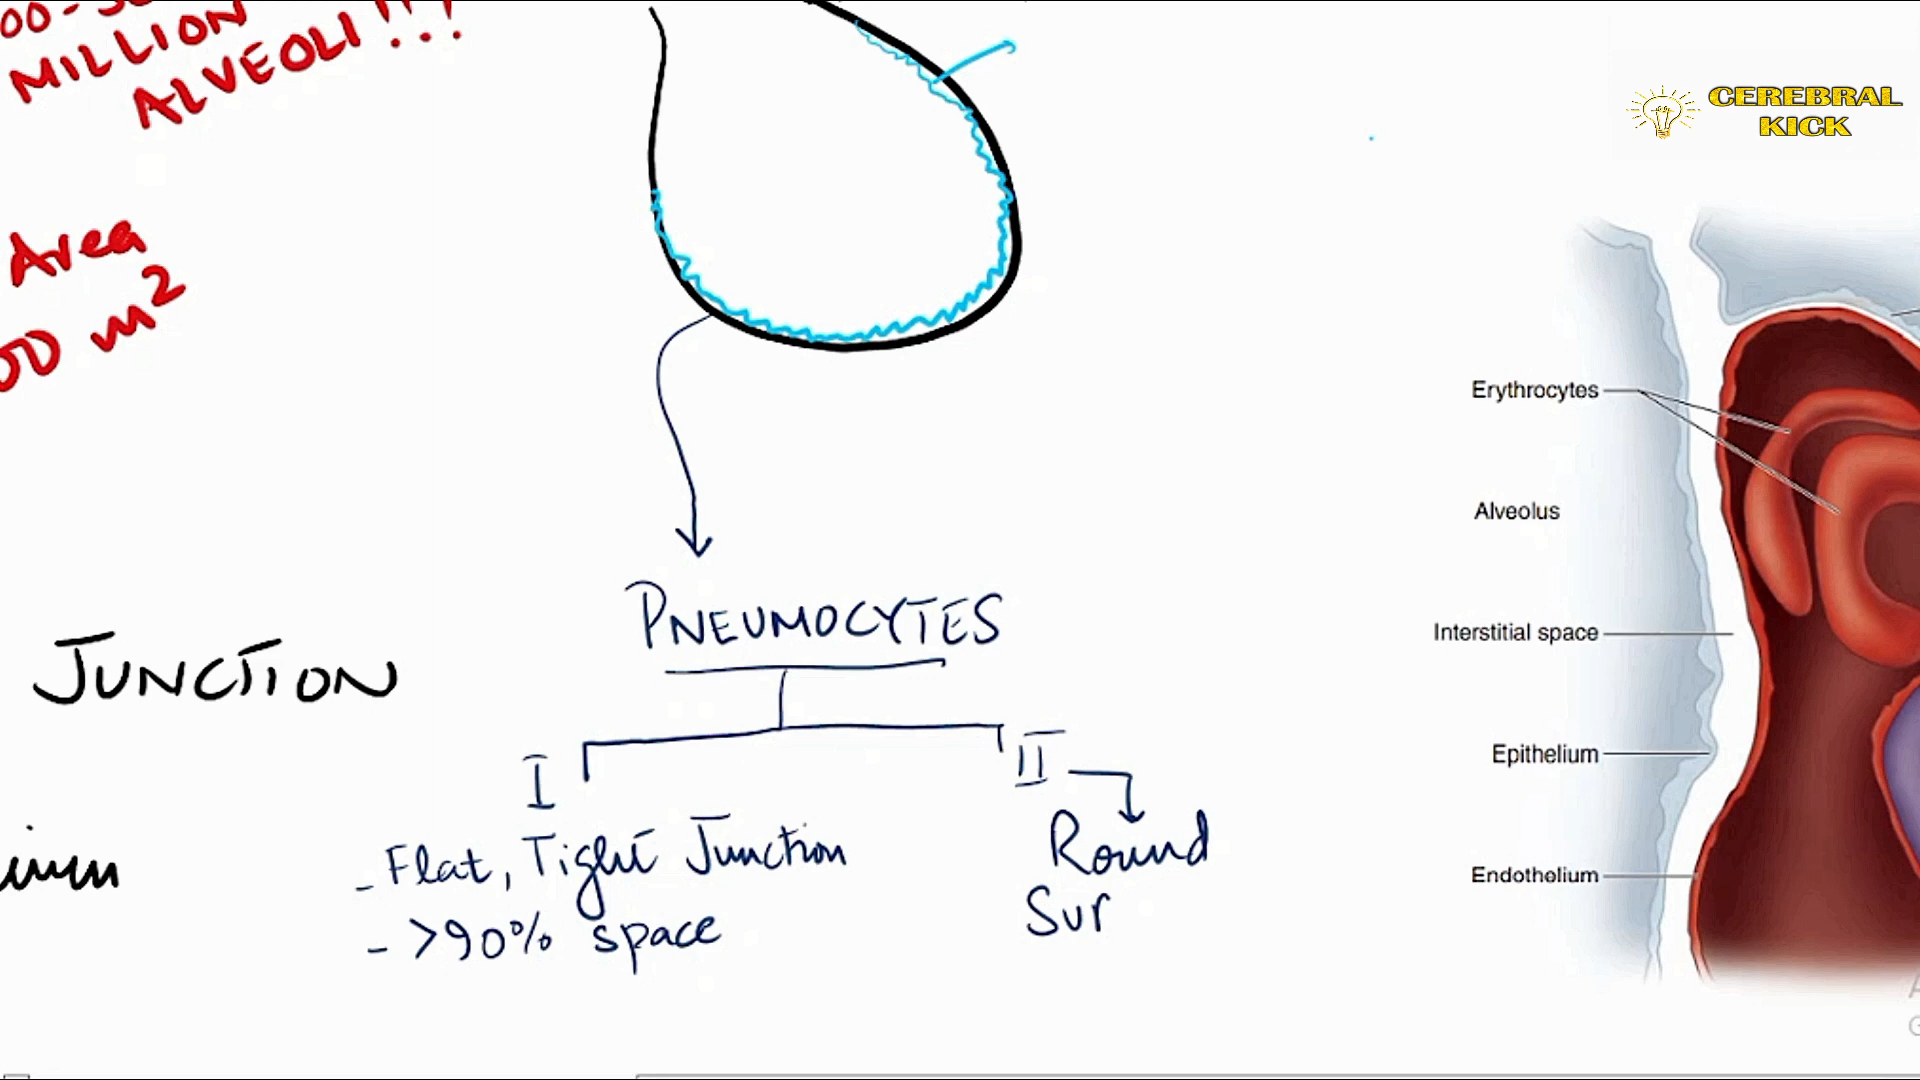 MILLION
ALVEOLI!!!
CEREBRAL
KICK
Area
00 m²
Erythrocytes
Alveolus
PNEUMOCYTES
Interstitial space
JUNCTION
I
II
Epithelium
Round
- Flat, Tight Junction
Endothelium
Sur
- >90% space